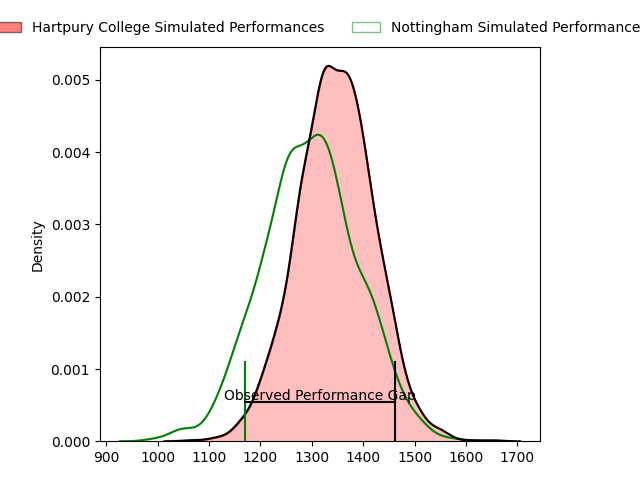 Hartpury College Simulated Performances
Nottingham Simulated Performance
0.005
0.004
0.003
0.002
0.001
0.000
Density
Observed Performance Gap
900 1000 1100 1200 1300 1400 1500 1600 1700